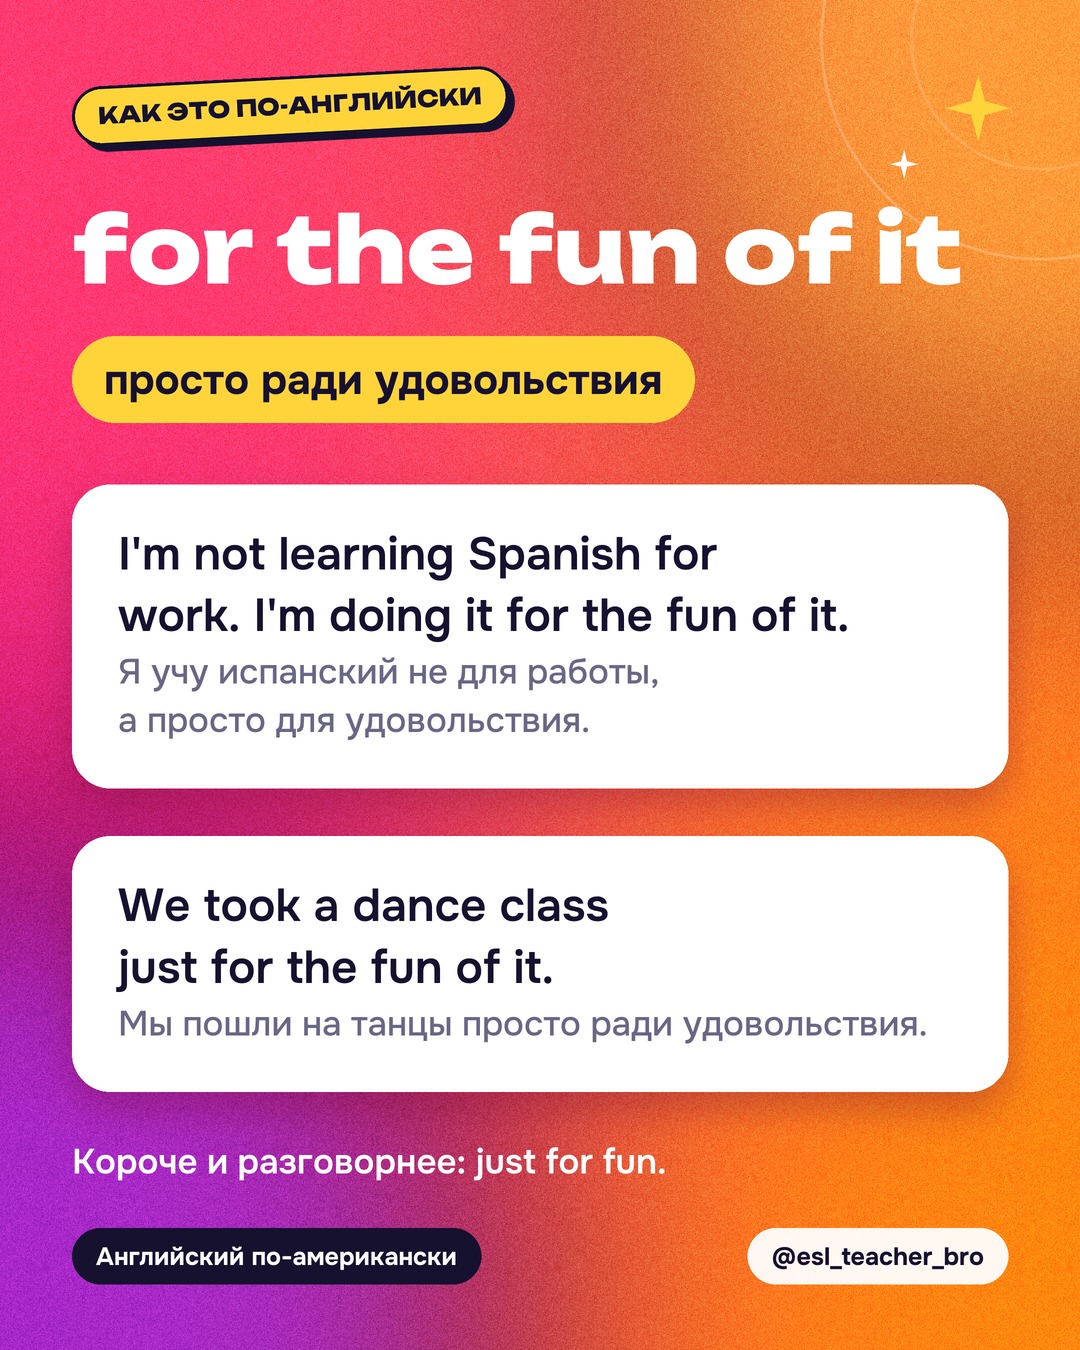 КАК ЭТО ПО-АНГЛИЙСКИ
for the fun of it
просто ради удовольствия
I'm not learning Spanish for
work. I'm doing it for the fun of it.
Я учу испанский не для работы,
а просто для удовольствия.
We took a dance class
just for the fun of it.
Мы пошли на танцы просто ради удовольствия.
Короче и разговорнее: just for fun.
Английский по-американски
@esl_teacher_bro